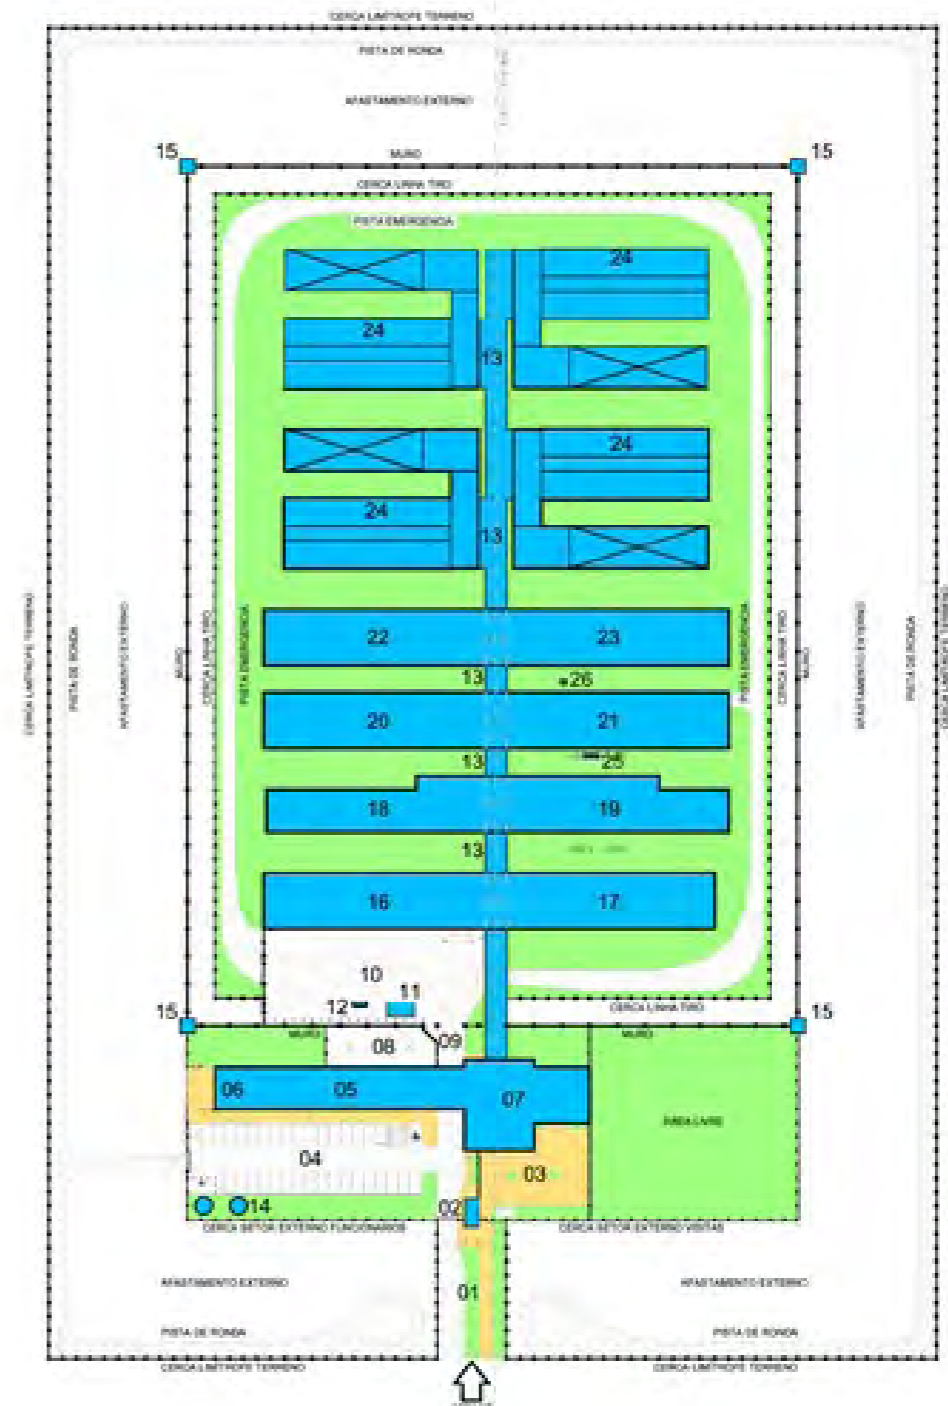 CERCA LIMÍTROFE TERRENO
PISTA DE RONDA
AFASTAMENTO EXTERNO
15
MURO
15
CERCA LINHA TIRO
PISTA EMERGENCIA
24
24
13
24
24
13
CERCA LIMÍTROFE TERRENO
PISTA DE RONDA
AFASTAMENTO EXTERNO
MURO
CERCA LINHA TIRO
PISTA EMERGENCIA
22
23
PISTA EMERGENCIA
CERCA LINHA TIRO
MURO
AFASTAMENTO EXTERNO
PISTA DE RONDA
CERCA LIMÍTROFE TERRENO
13
26
20
21
13
25
18
19
13
16
17
10
11
12
15
CERCA LINHA TIRO
15
MURO
08
09
MURO
06
05
07
ÁREA LIVRE
04
03
14
02
CERCA SETOR EXTERNO FUNCIONÁRIOS
CERCA SETOR EXTERNO VISITAS
AFASTAMENTO EXTERNO
01
AFASTAMENTO EXTERNO
PISTA DE RONDA
PISTA DE RONDA
CERCA LIMÍTROFE TERRENO
CERCA LIMÍTROFE TERRENO